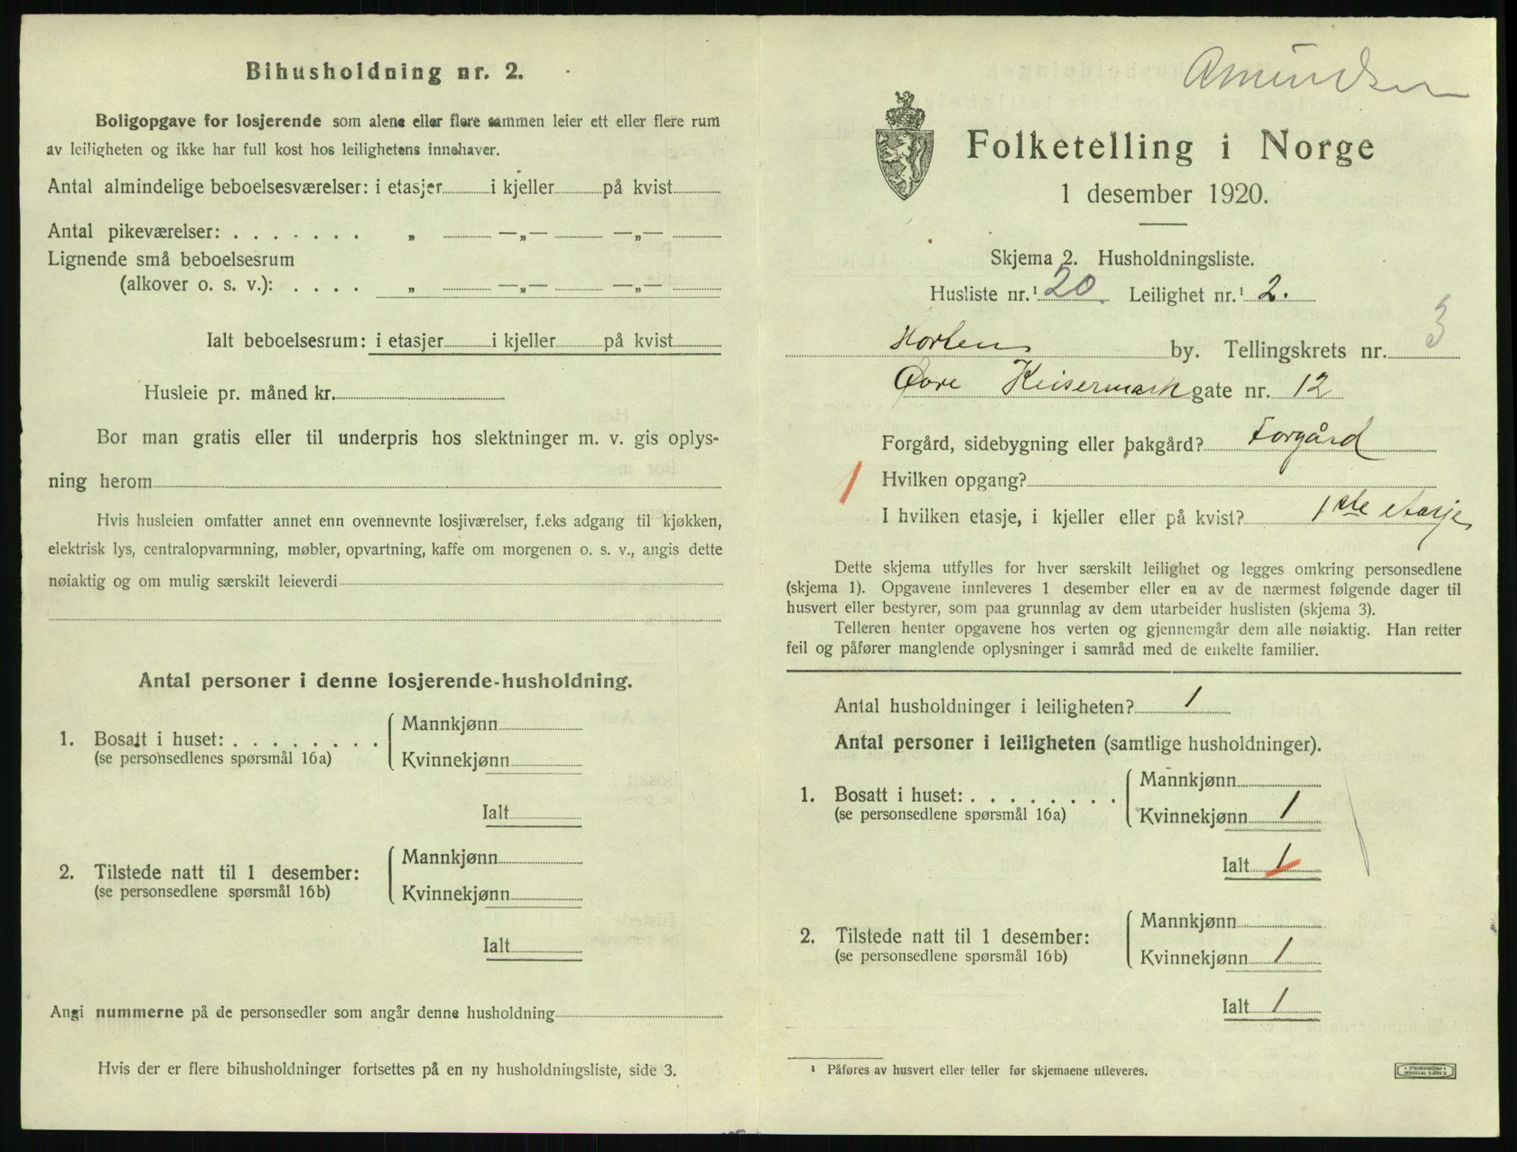 Bihusholdning nr. 2.
Boligopgave for losjerende som alene eller flere sammen leier ett eller flere rum
av leiligheten og ikke har full kost hos leilighetens innehaver.
Antal almindelige beboelsesværelser: i etasjer i kjeller på kvist
Antal pikeværelser: . . . . . . . „ —„— —„—
Lignende små beboelsesrum
(alkover o. s. v.): . . . . „ —„— —„—
Ialt beboelsesrum: i etasjer i kjeller på kvist
Husleie pr. måned kr.
Bor man gratis eller til underpris hos slektninger m. v. gis oplys-
ning herom
Hvis husleien omfatter annet enn ovennevnte losjiværelser, f.eks adgang til kjøkken,
elektrisk lys, centralopvarmning, møbler, opvartning, kaffe om morgenen o. s. v., angis dette
nøiaktig og om mulig særskilt leieverdi
Antal personer i denne losjerende-husholdning.
Mannkjønn
1. Bosatt i huset: . . . . . . . .
(se personsedlenes spørsmål 16a)
Kvinnekjønn
Ialt
Mannkjønn
2. Tilstede natt til 1 desember:
(se personsedlene spørsmål 16b)
Kvinnekjønn
Ialt
Angi nummerne på de personsedler som angår denne husholdning
Hvis der er flere bihusholdninger fortsettes på en ny husholdningsliste, side 3.
Amundsen
Folketelling i Norge
1 desember 1920.
Skjema 2. Husholdningsliste.
Husliste nr.¹ 20 Leilighet nr.¹ 2.
Horten by. Tellingskrets nr. 3
Øvre Keisermark gate nr. 12
Forgård, sidebygning eller bakgård? Forgård
1 Hvilken opgang?
I hvilken etasje, i kjeller eller på kvist? 1ste etasje
Dette skjema utfylles for hver særskilt leilighet og legges omkring personsedlene
(skjema 1). Opgavene innleveres 1 desember eller en av de nærmest følgende dager til
husvert eller bestyrer, som paa grunnlag av dem utarbeider huslisten (skjema 3).
Telleren henter opgavene hos verten og gjennemgår dem alle nøiaktig. Han retter
feil og påfører manglende oplysninger i samråd med de enkelte familier.
Antal husholdninger i leiligheten? 1
Antal personer i leiligheten (samtlige husholdninger).
Mannkjønn
1. Bosatt i huset: . . . . . . . .
(se personsedlene spørsmål 16a)
Kvinnekjønn 1
Ialt 1
Mannkjønn
2. Tilstede natt til 1 desember:
(se personsedlene spørsmål 16b)
Kvinnekjønn 1
Ialt 1
¹ Påføres av husvert eller teller før skjemaene utleveres.